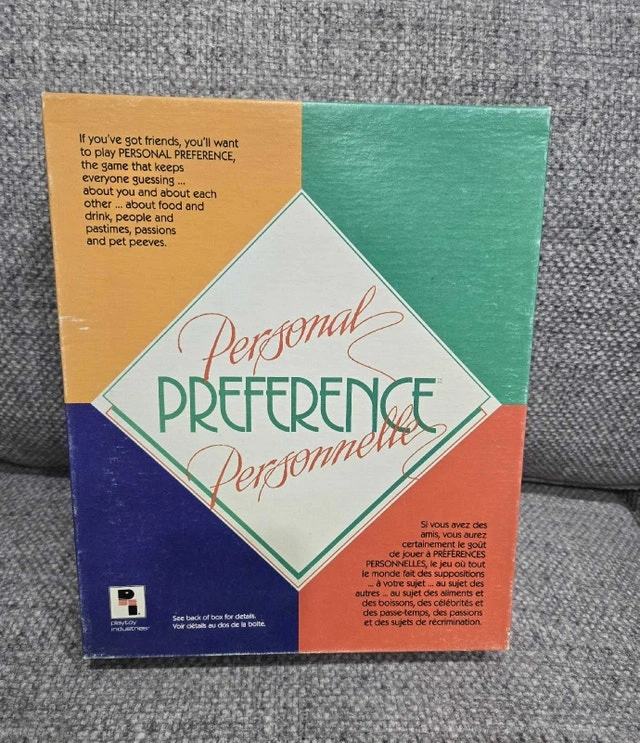 If you've got friends, you'll want
to play PERSONAL PREFERENCE,
the game that keeps
everyone guessing ...
about you and about each
other ... about food and
drink, people and
pastimes, passions
and pet peeves.
Personal
PREFERENCE
Personnelle
Si vous avez des
amis, vous aurez
certainement le goût
de jouer à PRÉFÉRENCES
PERSONNELLES, le jeu où tout
le monde fait des suppositions
... à votre sujet ... au sujet des
autres ... au sujet des aliments et
des boissons, des célébrités et
des passe-temps, des passions
et des sujets de récrimination.
playtoy
industries
See back of box for details.
Voir détails au dos de la boîte.